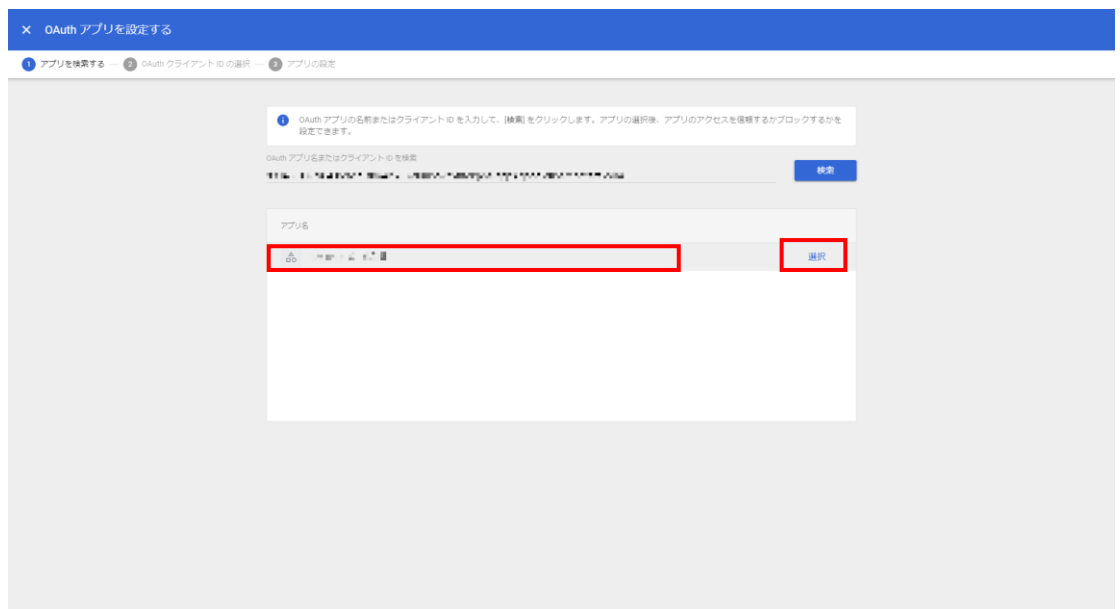 × OAuth アプリを設定する
1 アプリを検索する — 2 OAuth クライアント ID の選択 — 3 アプリの設定
OAuth アプリの名前またはクライアント ID を入力して、[検索] をクリックします。アプリの選択後、アプリのアクセスを信頼するかブロックするかを
設定できます。
OAuth アプリ名またはクライアント ID を検索
検索
アプリ名
選択